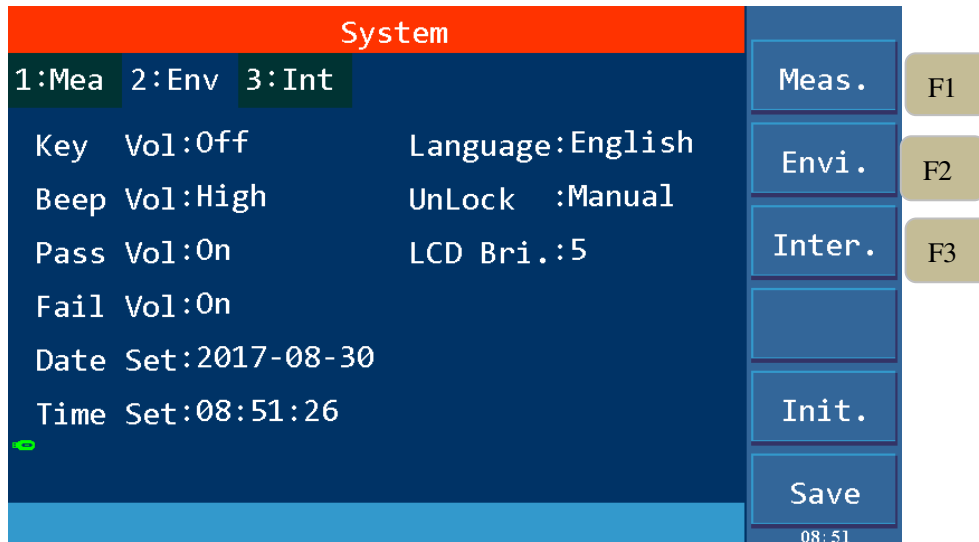 System
1:Mea 2:Env 3:Int
Key Vol:Off
Language:English
Beep Vol:High
UnLock :Manual
Pass Vol:On
LCD Bri.:5
Fail Vol:On
Date Set:2017-08-30
Time Set:08:51:26
Meas.
F1
Envi.
F2
Inter.
F3
Init.
Save
08:51